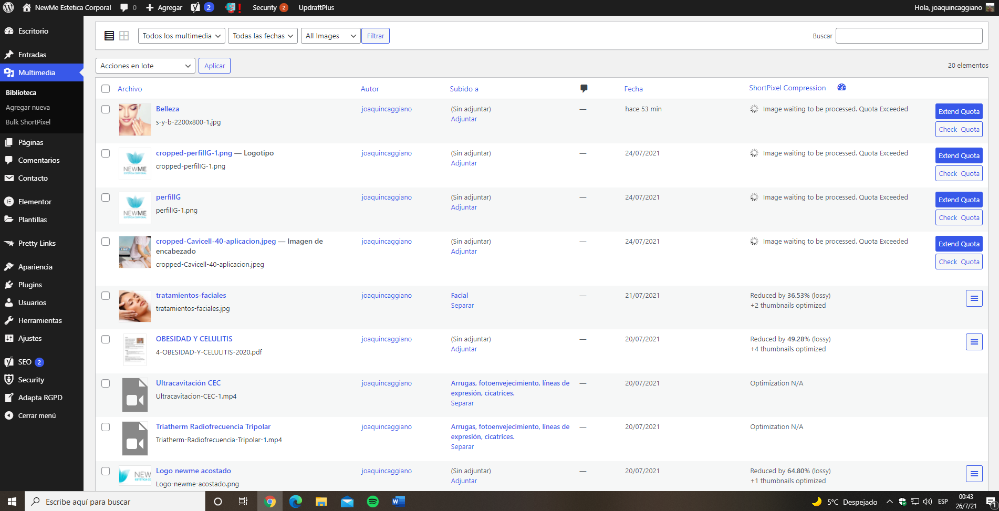 NewMe Estetica Corporal 0 Agregar 2 ! Security 2 UpdraftPlus Hola, joaquincaggiano
Escritorio
Entradas
Multimedia
Biblioteca
Agregar nueva
Bulk ShortPixel
Páginas
Comentarios
Contacto
Elementor
Plantillas
Pretty Links
Apariencia
Plugins
Usuarios
Herramientas
Ajustes
SEO 2
Security
Adapta RGPD
Cerrar menú
Todos los multimedia Todas las fechas All Images Filtrar Buscar
Acciones en lote Aplicar 20 elementos
Archivo Autor Subido a Fecha ShortPixel Compression
Belleza joaquincaggiano (Sin adjuntar) — hace 53 min Image waiting to be processed. Quota Exceeded Extend Quota
s-y-b-2200x800-1.jpg Adjuntar Check Quota
cropped-perfilIG-1.png — Logotipo joaquincaggiano (Sin adjuntar) — 24/07/2021 Image waiting to be processed. Quota Exceeded Extend Quota
cropped-perfilIG-1.png Adjuntar Check Quota
NEWME
ESTÉTICA CORPORAL
perfilIG joaquincaggiano (Sin adjuntar) — 24/07/2021 Image waiting to be processed. Quota Exceeded Extend Quota
perfilIG-1.png Adjuntar Check Quota
NEWME
ESTÉTICA CORPORAL
cropped-Cavicell-40-aplicacion.jpeg — Imagen de joaquincaggiano (Sin adjuntar) — 24/07/2021 Image waiting to be processed. Quota Exceeded Extend Quota
encabezado Adjuntar Check Quota
cropped-Cavicell-40-aplicacion.jpeg
tratamientos-faciales joaquincaggiano Facial — 21/07/2021 Reduced by 36.53% (lossy)
tratamientos-faciales.jpg Separar +2 thumbnails optimized
OBESIDAD Y CELULITIS joaquincaggiano (Sin adjuntar) — 20/07/2021 Reduced by 49.28% (lossy)
4-OBESIDAD-Y-CELULITIS-2020.pdf Adjuntar +4 thumbnails optimized
Ultracavitación CEC joaquincaggiano Arrugas, fotoenvejecimiento, líneas de — 20/07/2021 Optimization N/A
Ultracavitacion-CEC-1.mp4 expresión, cicatrices.
Separar
Triatherm Radiofrecuencia Tripolar joaquincaggiano Arrugas, fotoenvejecimiento, líneas de — 20/07/2021 Optimization N/A
Triatherm-Radiofrecuencia-Tripolar-1.mp4 expresión, cicatrices.
Separar
Logo newme acostado joaquincaggiano (Sin adjuntar) — 20/07/2021 Reduced by 64.80% (lossy)
Logo-newme-acostado.png Adjuntar +1 thumbnails optimized
NEW
ESTÉTICA CO
Escribe aquí para buscar 5°C Despejado ESP 00:43
26/7/21 1